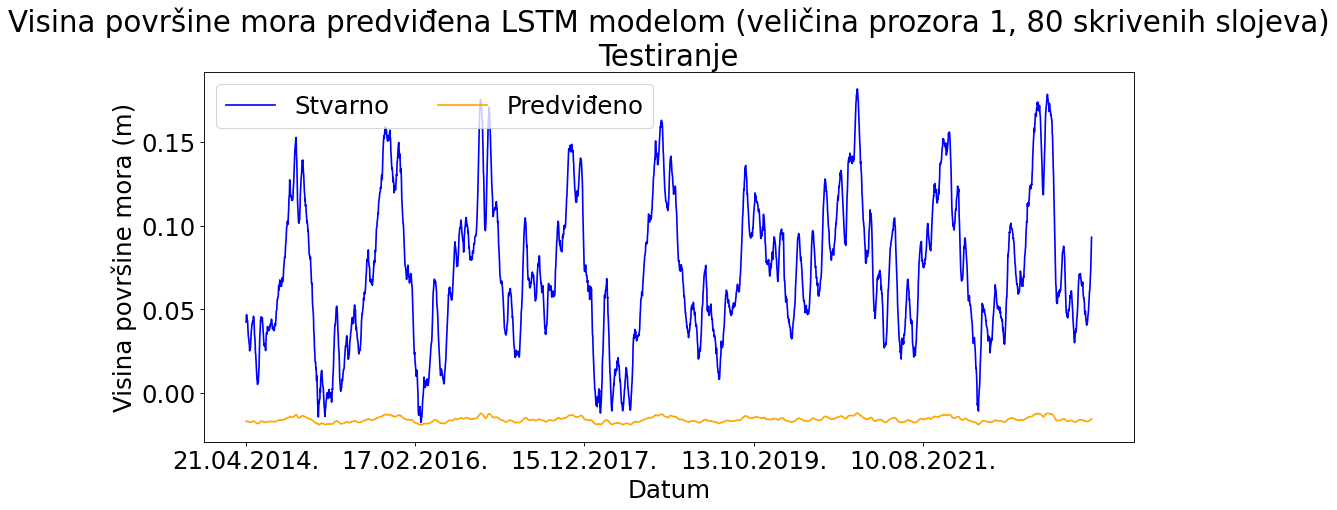 Visina površine mora predviđena LSTM modelom (veličina prozora 1, 80 skrivenih slojeva)
Testiranje
Stvarno
Predviđeno
Visina površine mora (m)
0.15
0.10
0.05
0.00
21.04.2014.
17.02.2016.
15.12.2017.
13.10.2019.
10.08.2021.
Datum